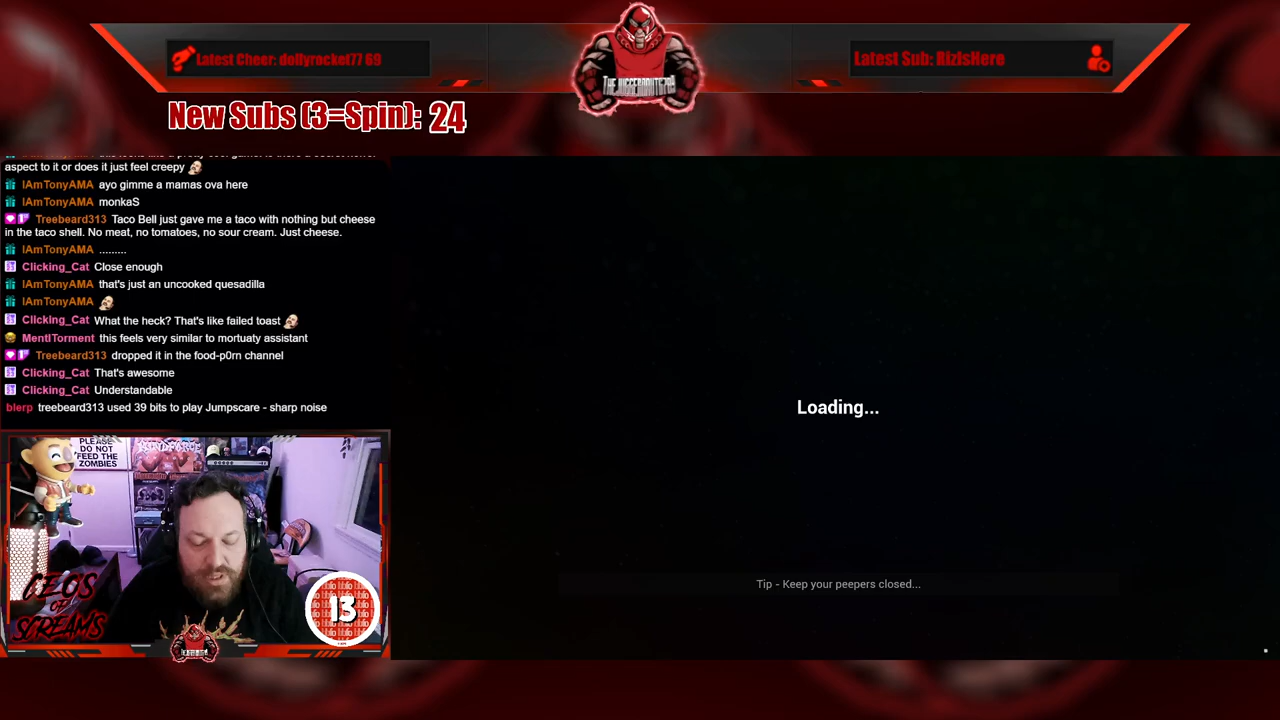 Latest Cheer: dollyrocket77 69
THEJUGGERNAUT6789
Latest Sub: RizIsHere
New Subs (3=Spin): 24
aspect to it or does it just feel creepy
IAmTonyAMA ayo gimme a mamas ova here
IAmTonyAMA monkaS
Treebeard313 Taco Bell just gave me a taco with nothing but cheese
in the taco shell. No meat, no tomatoes, no sour cream. Just cheese.
IAmTonyAMA .........
Clicking_Cat Close enough
IAmTonyAMA that's just an uncooked quesadilla
IAmTonyAMA
Clicking_Cat What the heck? That's like failed toast
MentlTorment this feels very similar to mortuaty assistant
Treebeard313 dropped it in the food-p0rn channel
Clicking_Cat That's awesome
Clicking_Cat Understandable
blerp treebeard313 used 39 bits to play Jumpscare - sharp noise
Loading...
Tip - Keep your peepers closed...
PLEASE
DO NOT
FEED THE
ZOMBIES
OF
SCREAMS
13